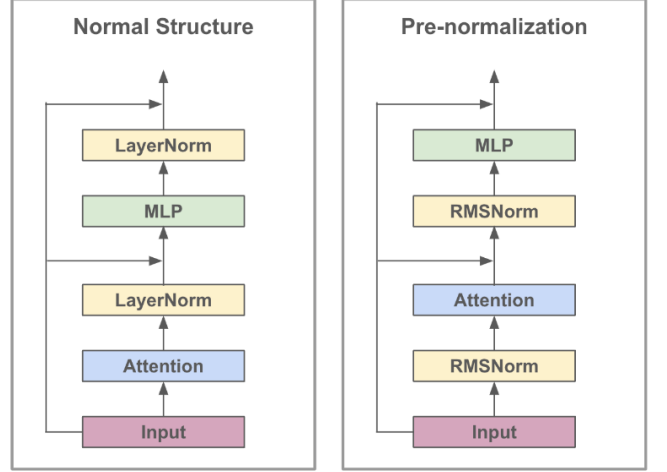 Normal Structure
LayerNorm
MLP
LayerNorm
Attention
Input
Pre-normalization
MLP
RMSNorm
Attention
RMSNorm
Input